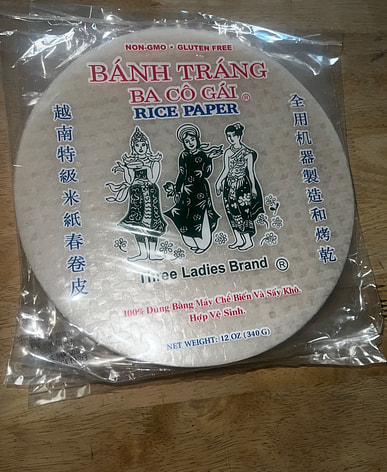 NON-GMO • GLUTEN FREE
BÁNH TRÁNG
BA CÔ GÁI ®
RICE PAPER
越南特級米紙春卷皮
全用机器製造和烤乾
Three Ladies Brand ®
100% Dùng Bằng Máy Chế Biến Và Sấy Khô.
Hợp Vệ Sinh.
NET WEIGHT: 12 OZ (340 G)